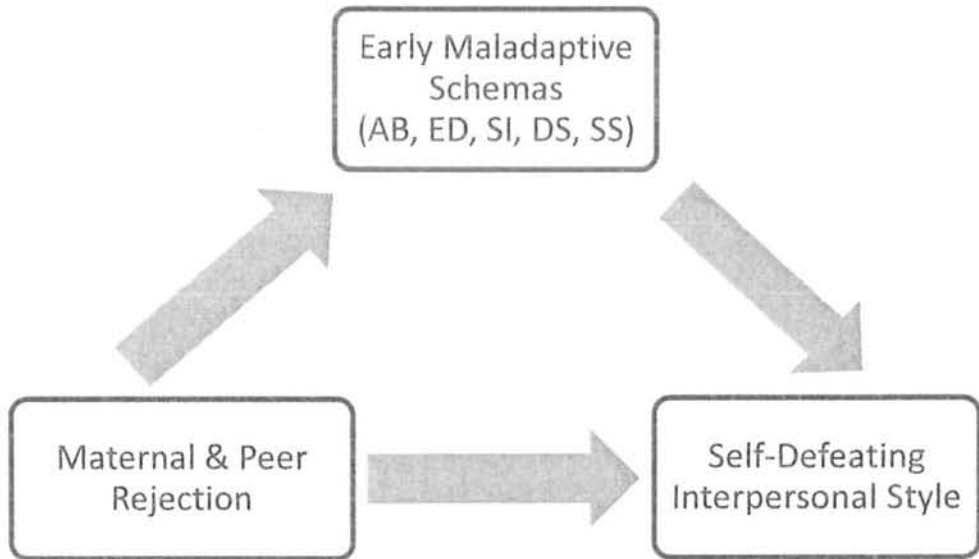 Early Maladaptive
Schemas
(AB, ED, SI, DS, SS)
Maternal & Peer
Rejection
Self-Defeating
Interpersonal Style